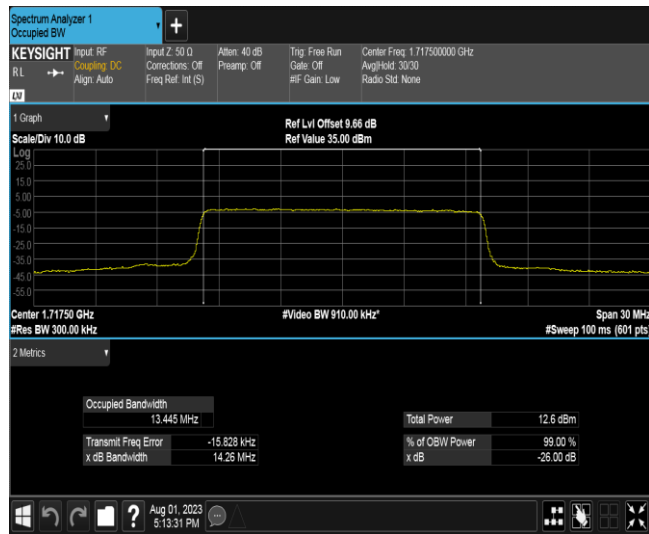 Spectrum Analyzer 1
Occupied BW
+
KEYSIGHT
RL
LXI
Input: RF
Coupling: DC
Align: Auto
Input Z: 50 Ω
Corrections: Off
Freq Ref: Int (S)
Atten: 40 dB
Preamp: Off
Trig: Free Run
Gate: Off
#IF Gain: Low
Center Freq: 1.717500000 GHz
Avg|Hold: 30/30
Radio Std: None
1 Graph
Scale/Div 10.0 dB
Ref Lvl Offset 9.66 dB
Ref Value 35.00 dBm
Log
25.0
15.0
5.00
-5.00
-15.0
-25.0
-35.0
-45.0
-55.0
Center 1.71750 GHz
#Res BW 300.00 kHz
#Video BW 910.00 kHz*
Span 30 MHz
#Sweep 100 ms (601 pts)
2 Metrics
Occupied Bandwidth
13.445 MHz
Transmit Freq Error -15.828 kHz
x dB Bandwidth 14.26 MHz
Total Power 12.6 dBm
% of OBW Power 99.00 %
x dB -26.00 dB
?
Aug 01, 2023
5:13:31 PM